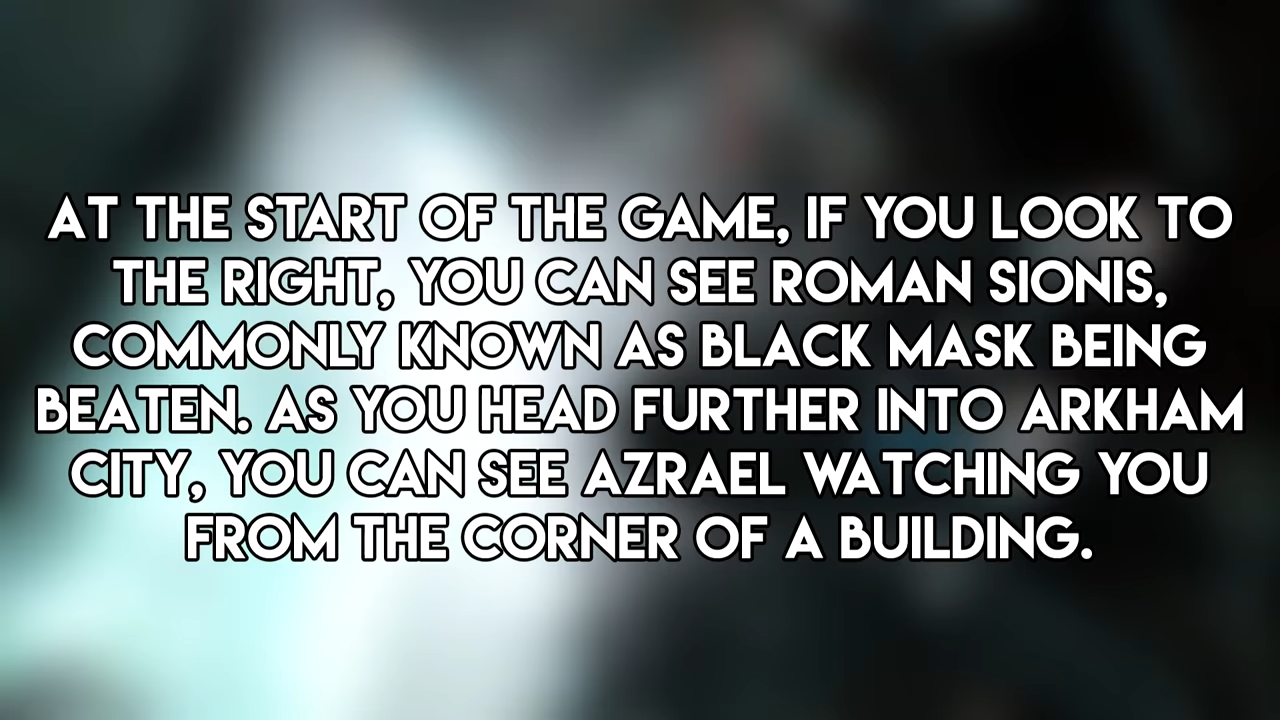 AT THE START OF THE GAME, IF YOU LOOK TO
THE RIGHT, YOU CAN SEE ROMAN SIONIS,
COMMONLY KNOWN AS BLACK MASK BEING
BEATEN. AS YOU HEAD FURTHER INTO ARKHAM
CITY, YOU CAN SEE AZRAEL WATCHING YOU
FROM THE CORNER OF A BUILDING.